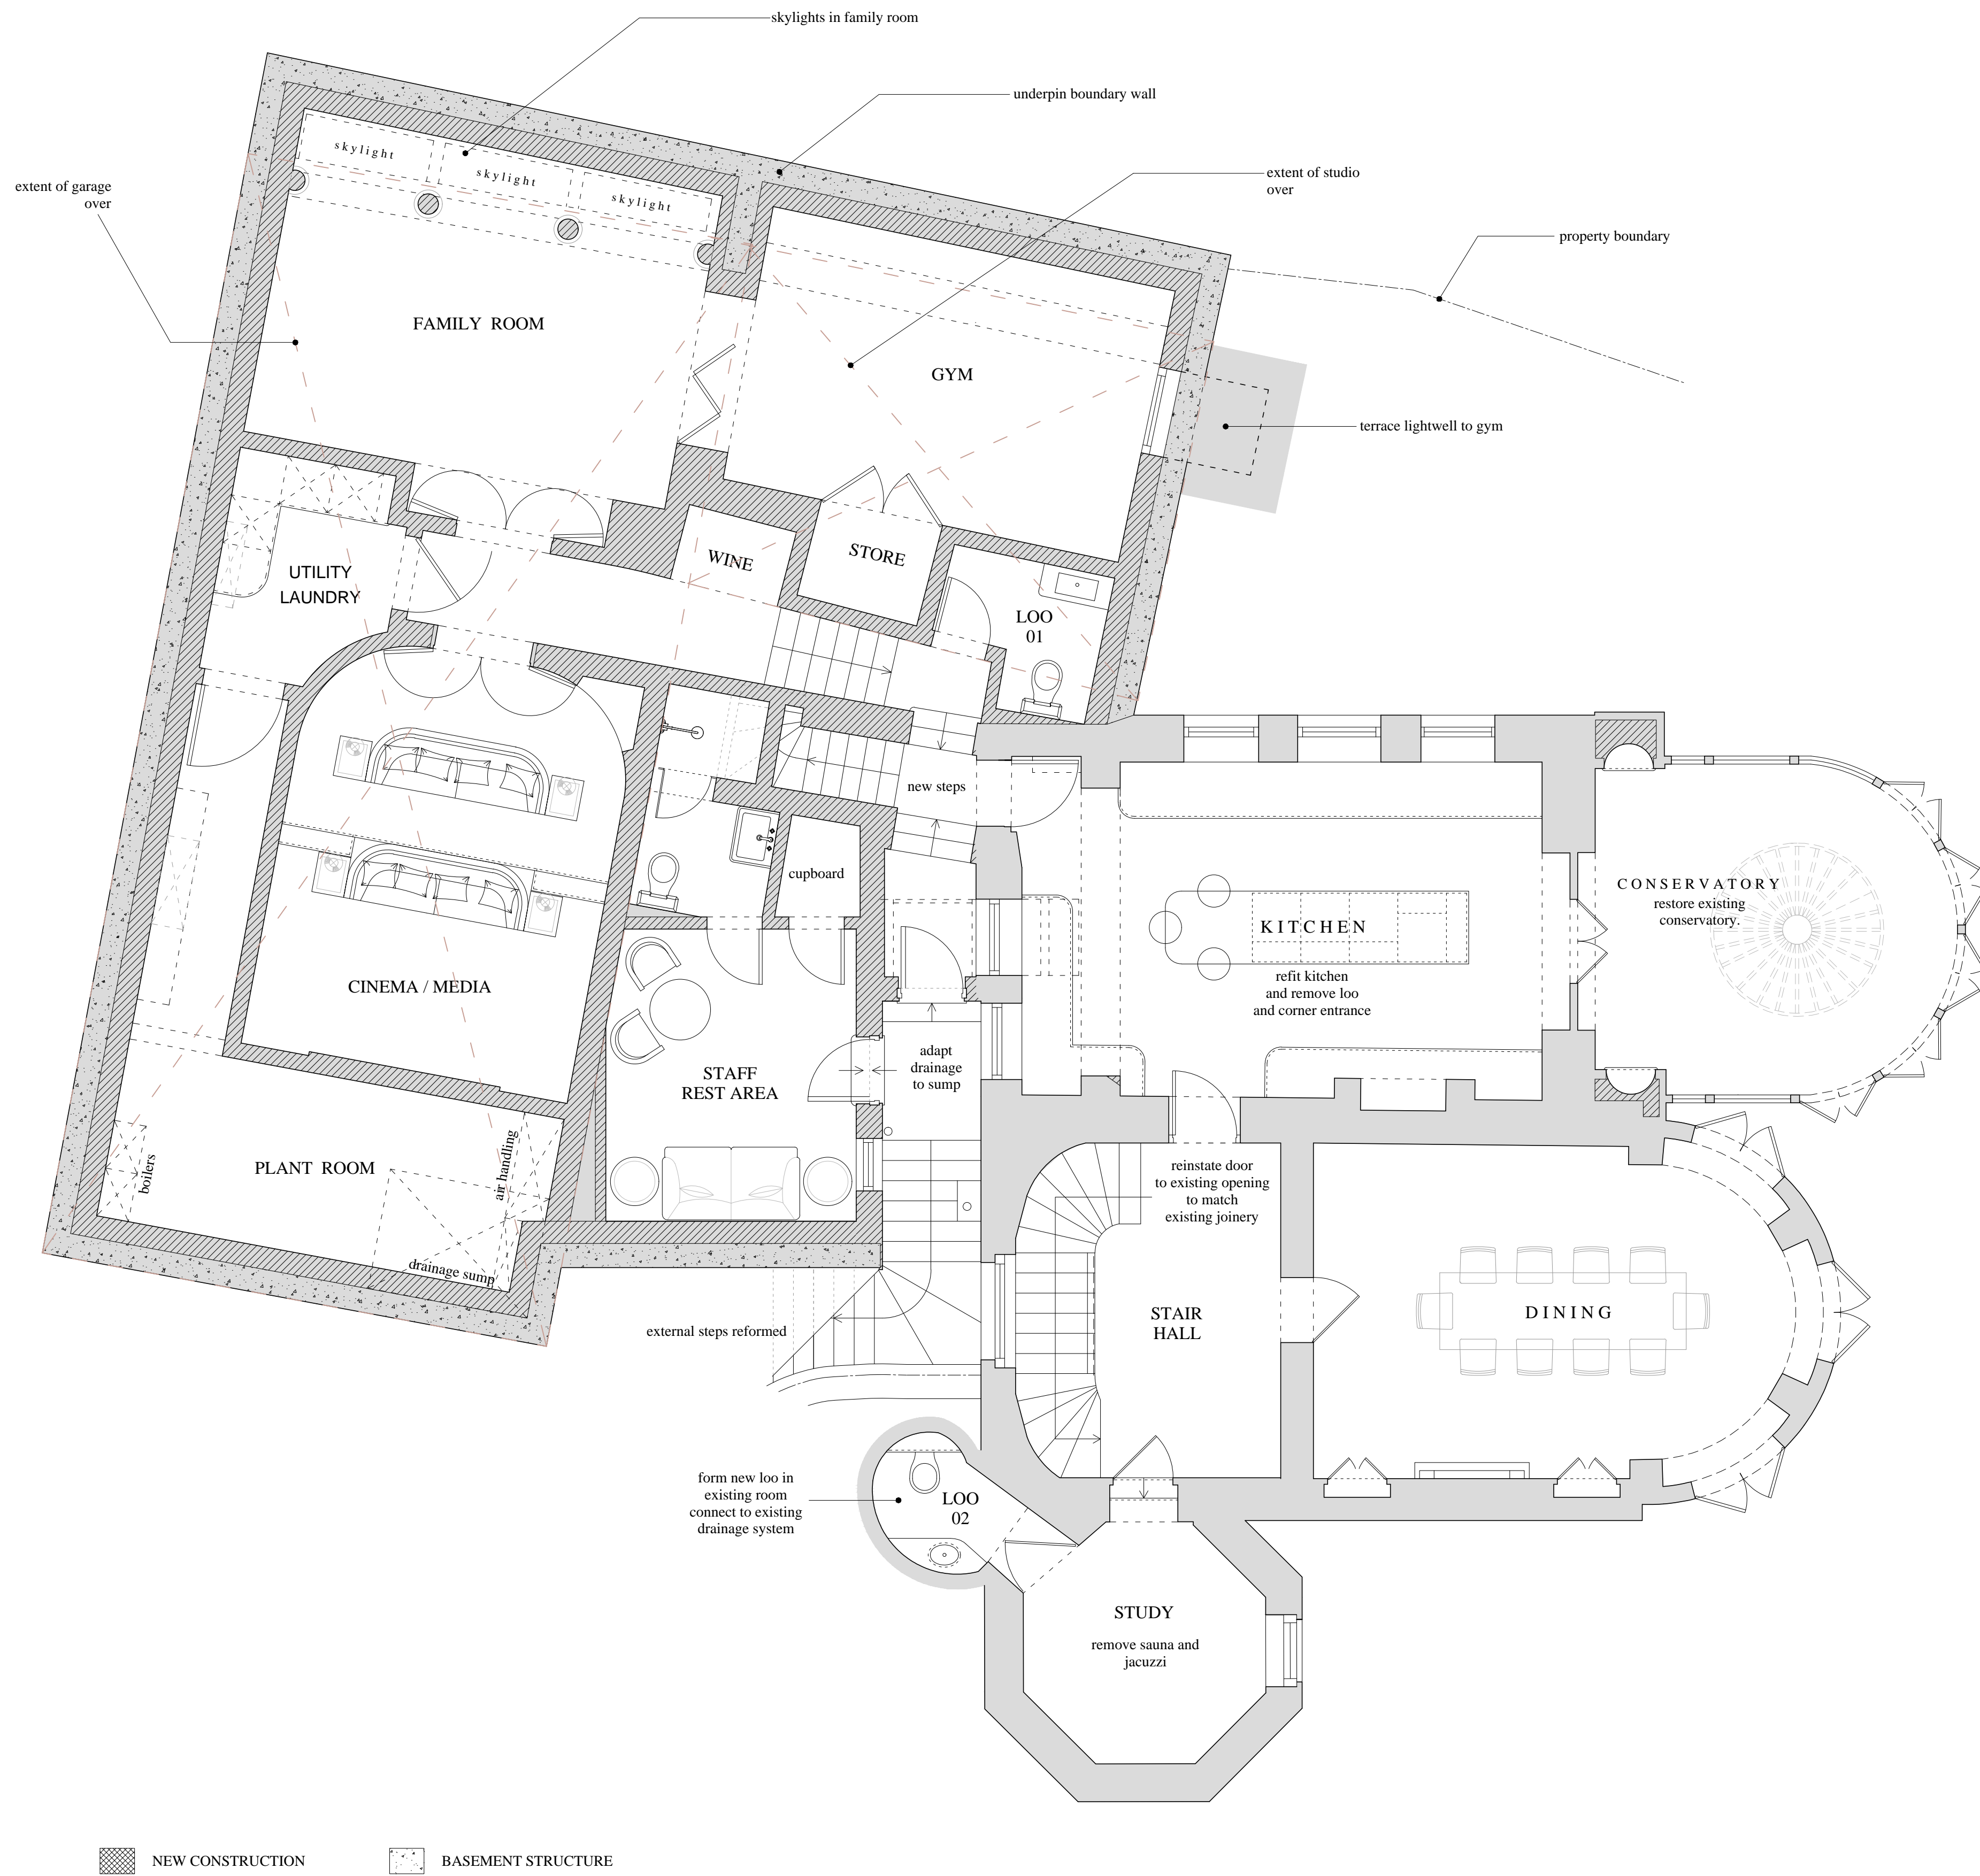 skylights in family room
underpin boundary wall
extent of garage
over
skylight
skylight
skylight
extent of studio
over
property boundary
FAMILY ROOM
GYM
terrace lightwell to gym
UTILITY
LAUNDRY
WINE
STORE
LOO
01
new steps
cupboard
CONSERVATORY
restore existing
conservatory.
KITCHEN
refit kitchen
and remove loo
and corner entrance
CINEMA / MEDIA
STAFF
REST AREA
adapt
drainage
to sump
PLANT ROOM
boilers
air handling
drainage sump
reinstate door
to existing opening
to match
existing joinery
external steps reformed
STAIR
HALL
DINING
form new loo in
existing room
connect to existing
drainage system
LOO
02
STUDY
remove sauna and
jacuzzi
NEW CONSTRUCTION
BASEMENT STRUCTURE